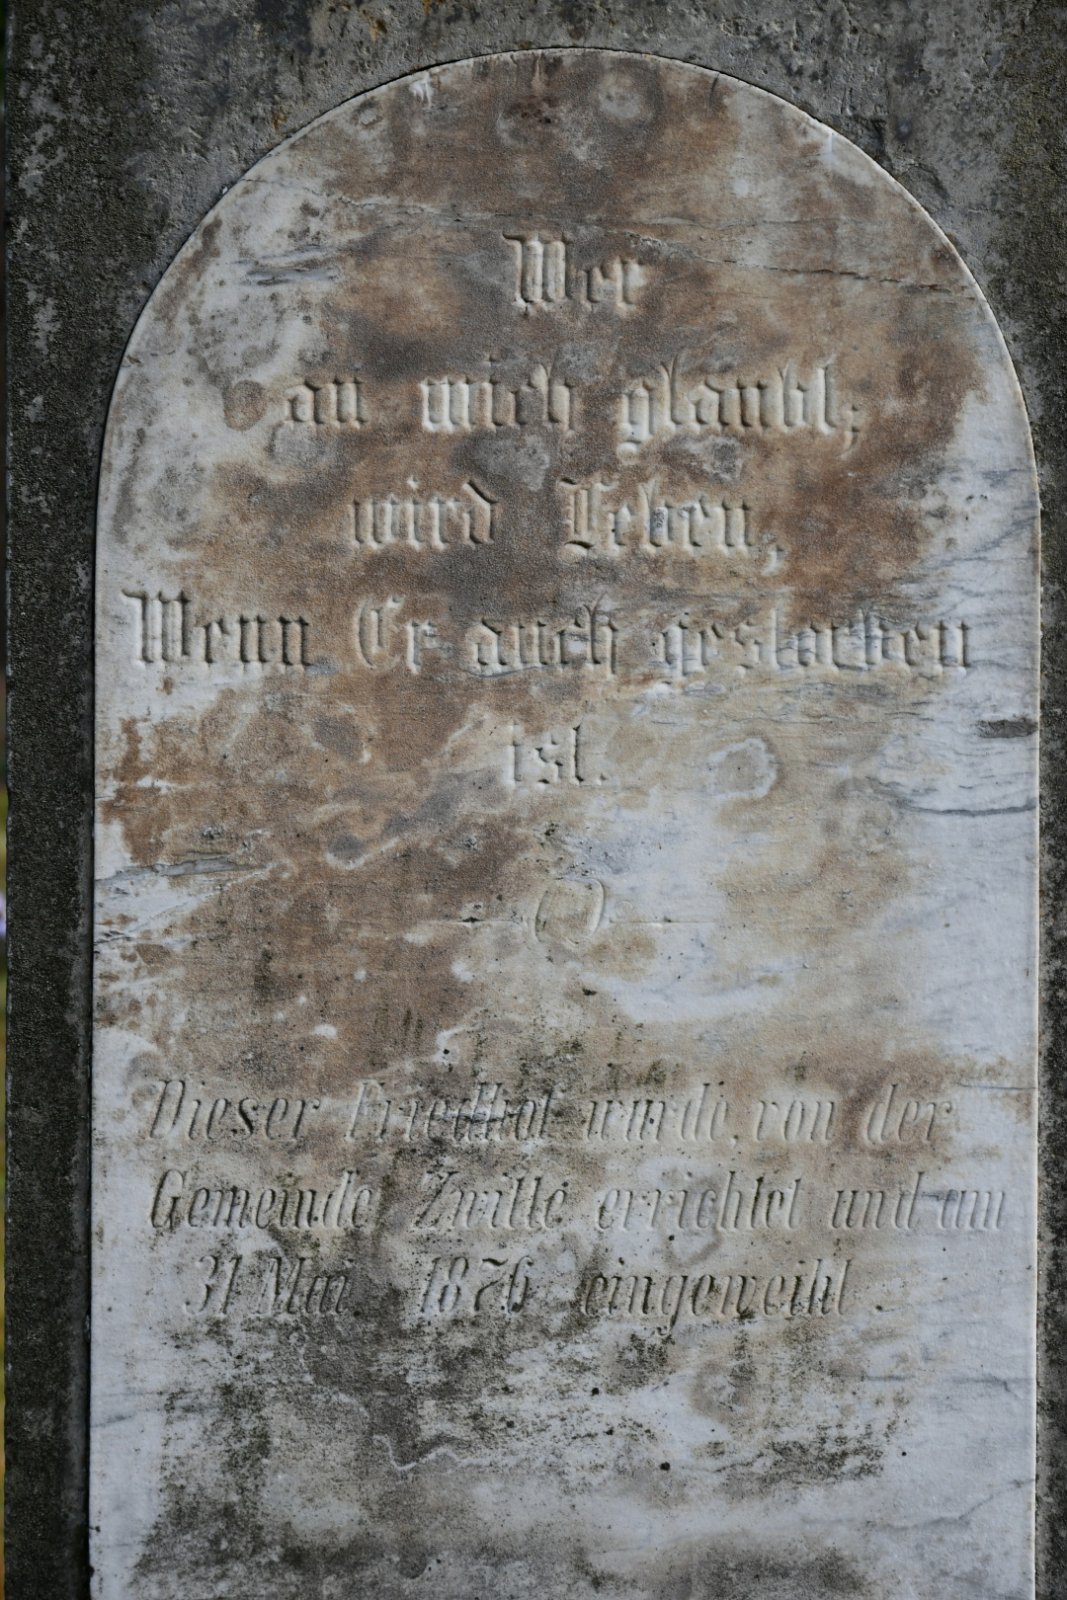 Wer
an mich glaubt,
wird Leben,
Wenn Er auch gestorben
ist.
Dieser Friedhof wurde, von der
Gemeinde Zwitte errichtet und am
31 Mai 1876 eingeweiht.